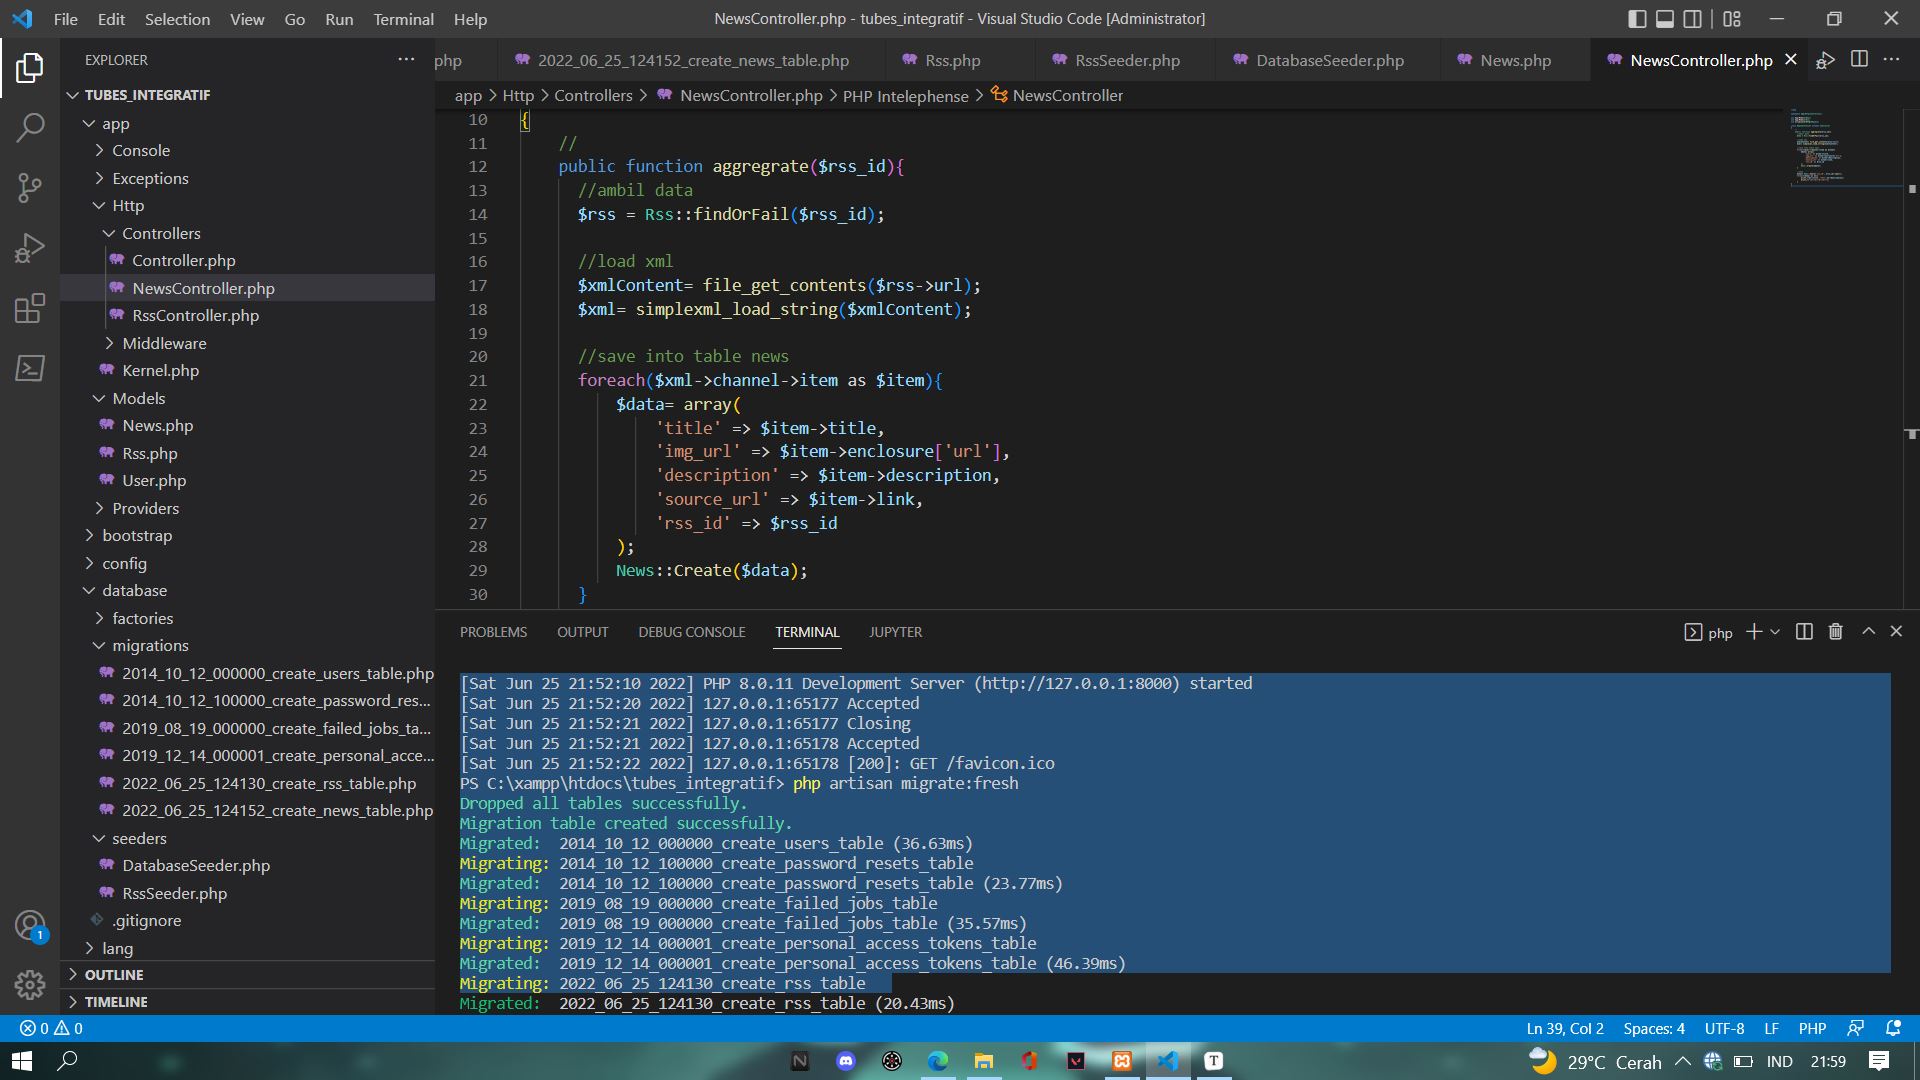 File Edit Selection View Go Run Terminal Help
NewsController.php - tubes_integratif - Visual Studio Code [Administrator]
EXPLORER
TUBES_INTEGRATIF
app
Console
Exceptions
Http
Controllers
Controller.php
NewsController.php
RssController.php
Middleware
Kernel.php
Models
News.php
Rss.php
User.php
Providers
bootstrap
config
database
factories
migrations
2014_10_12_000000_create_users_table.php
2014_10_12_100000_create_password_res...
2019_08_19_000000_create_failed_jobs_ta...
2019_12_14_000001_create_personal_acce...
2022_06_25_124130_create_rss_table.php
2022_06_25_124152_create_news_table.php
seeders
DatabaseSeeder.php
RssSeeder.php
.gitignore
lang
OUTLINE
TIMELINE
php 2022_06_25_124152_create_news_table.php Rss.php RssSeeder.php DatabaseSeeder.php News.php NewsController.php
app > Http > Controllers > NewsController.php > PHP Intelephense > NewsController
10 {
11 //
12 public function aggregrate($rss_id){
13 //ambil data
14 $rss = Rss::findOrFail($rss_id);
15
16 //load xml
17 $xmlContent= file_get_contents($rss->url);
18 $xml= simplexml_load_string($xmlContent);
19
20 //save into table news
21 foreach($xml->channel->item as $item){
22 $data= array(
23 'title' => $item->title,
24 'img_url' => $item->enclosure['url'],
25 'description' => $item->description,
26 'source_url' => $item->link,
27 'rss_id' => $rss_id
28 );
29 News::Create($data);
30 }
PROBLEMS OUTPUT DEBUG CONSOLE TERMINAL JUPYTER
php
[Sat Jun 25 21:52:10 2022] PHP 8.0.11 Development Server (http://127.0.0.1:8000) started
[Sat Jun 25 21:52:20 2022] 127.0.0.1:65177 Accepted
[Sat Jun 25 21:52:21 2022] 127.0.0.1:65177 Closing
[Sat Jun 25 21:52:21 2022] 127.0.0.1:65178 Accepted
[Sat Jun 25 21:52:22 2022] 127.0.0.1:65178 [200]: GET /favicon.ico
PS C:\xampp\htdocs\tubes_integratif> php artisan migrate:fresh
Dropped all tables successfully.
Migration table created successfully.
Migrated: 2014_10_12_000000_create_users_table (36.63ms)
Migrating: 2014_10_12_100000_create_password_resets_table
Migrated: 2014_10_12_100000_create_password_resets_table (23.77ms)
Migrating: 2019_08_19_000000_create_failed_jobs_table
Migrated: 2019_08_19_000000_create_failed_jobs_table (35.57ms)
Migrating: 2019_12_14_000001_create_personal_access_tokens_table
Migrated: 2019_12_14_000001_create_personal_access_tokens_table (46.39ms)
Migrating: 2022_06_25_124130_create_rss_table
Migrated: 2022_06_25_124130_create_rss_table (20.43ms)
1
0 0
Ln 39, Col 2 Spaces: 4 UTF-8 LF PHP
29°C Cerah IND 21:59